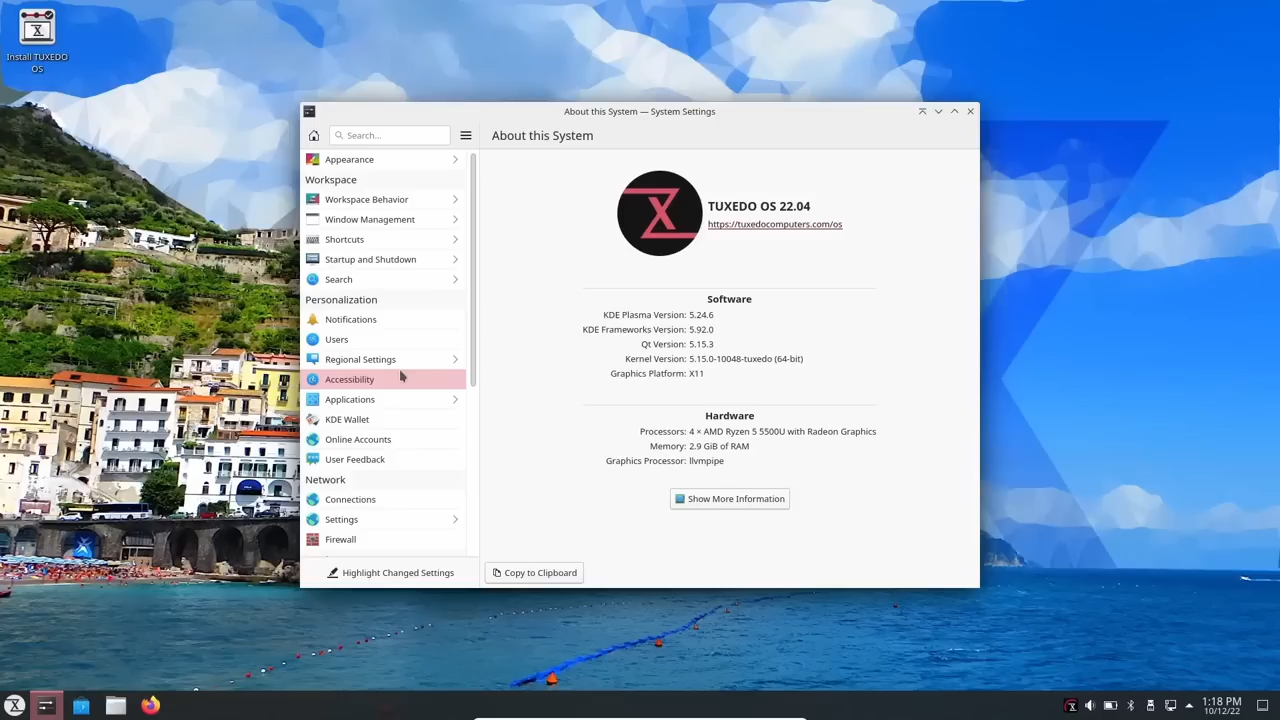 Install TUXEDO
OS
About this System — System Settings
Search...
About this System
Appearance
Workspace
Workspace Behavior
Window Management
Shortcuts
Startup and Shutdown
Search
Personalization
Notifications
Users
Regional Settings
Accessibility
Applications
KDE Wallet
Online Accounts
User Feedback
Network
Connections
Settings
Firewall
Highlight Changed Settings
TUXEDO OS 22.04
https://tuxedocomputers.com/os
Software
KDE Plasma Version: 5.24.6
KDE Frameworks Version: 5.92.0
Qt Version: 5.15.3
Kernel Version: 5.15.0-10048-tuxedo (64-bit)
Graphics Platform: X11
Hardware
Processors: 4 × AMD Ryzen 5 5500U with Radeon Graphics
Memory: 2.9 GiB of RAM
Graphics Processor: llvmpipe
Show More Information
Copy to Clipboard
1:18 PM
10/12/22